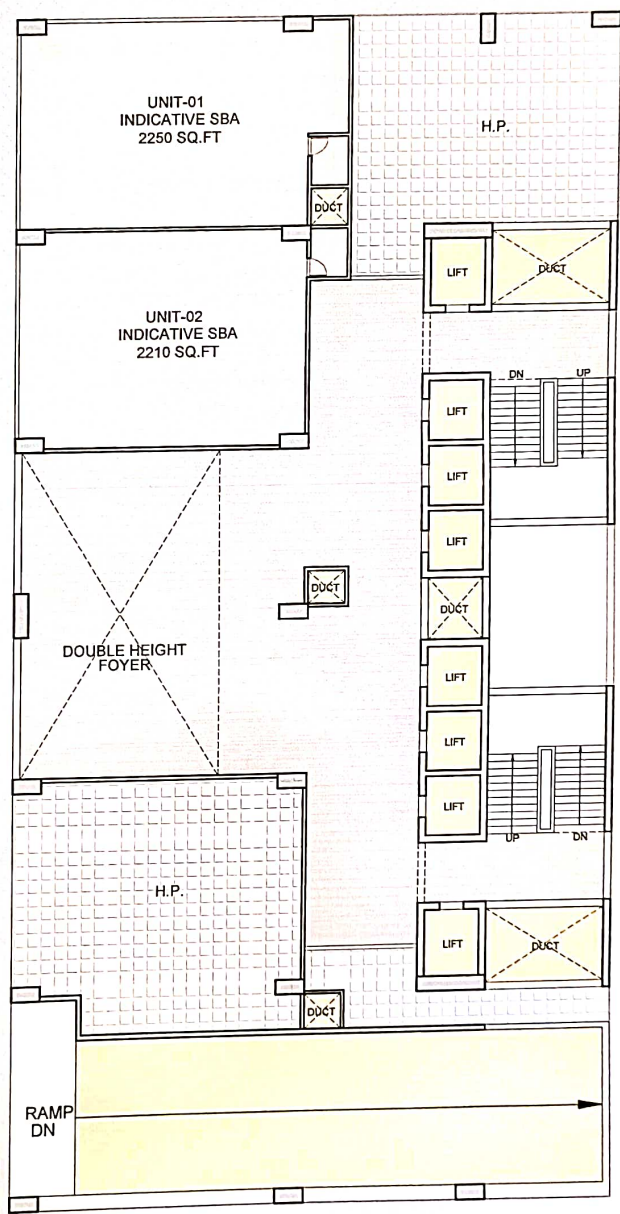 UNIT-01
INDICATIVE SBA
2250 SQ.FT
H.P.
DUCT
LIFT
DUCT
UNIT-02
INDICATIVE SBA
2210 SQ.FT
DN
UP
LIFT
LIFT
LIFT
DUCT
DUCT
DOUBLE HEIGHT
FOYER
LIFT
LIFT
LIFT
UP
DN
H.P.
LIFT
DUCT
DUCT
RAMP
DN